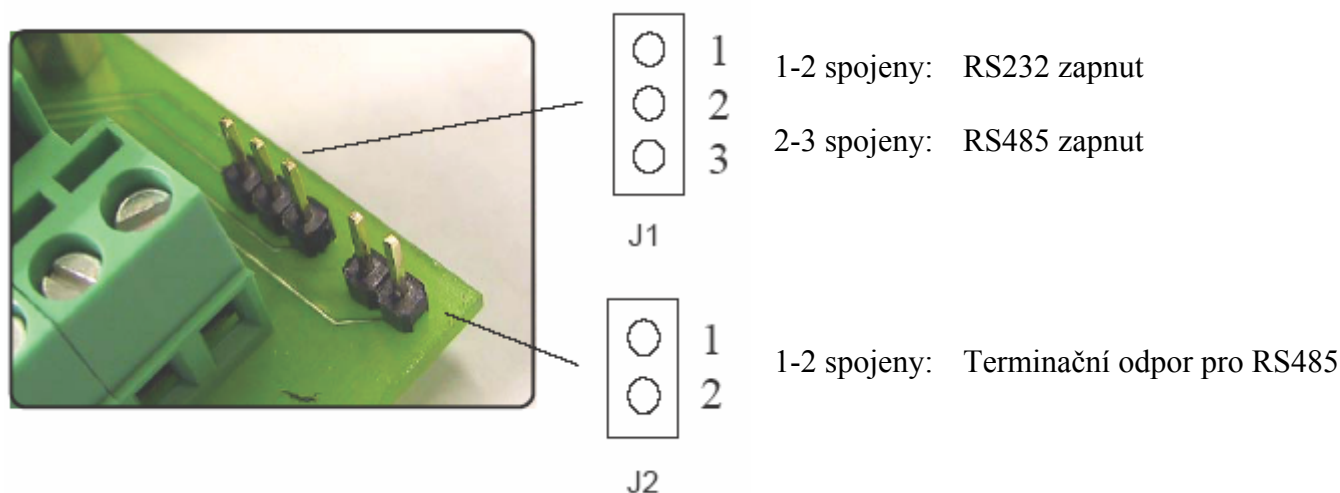 1
2
3
J1
1-2 spojeny: RS232 zapnut
2-3 spojeny: RS485 zapnut
1
2
J2
1-2 spojeny: Terminační odpor pro RS485